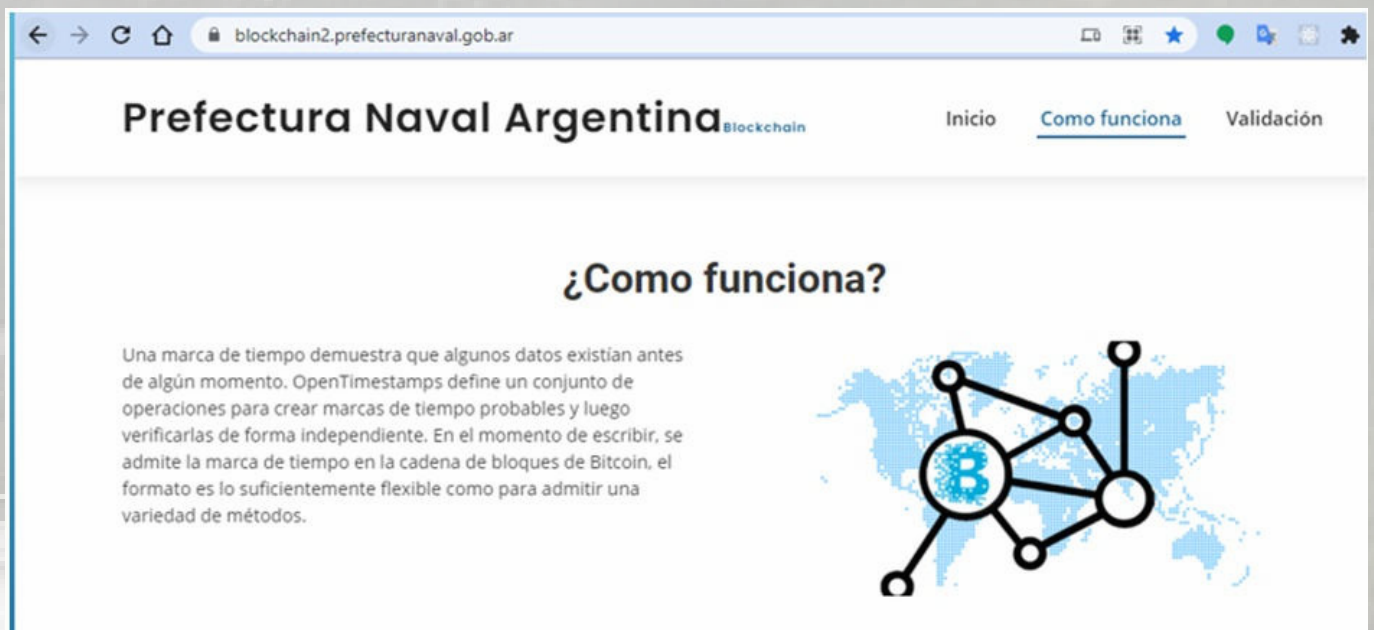 blockchain2.prefecturanaval.gob.ar
Prefectura Naval Argentina Blockchain
Inicio
Como funciona
Validación
¿Como funciona?
Una marca de tiempo demuestra que algunos datos existían antes
de algún momento. OpenTimestamps define un conjunto de
operaciones para crear marcas de tiempo probables y luego
verificarlas de forma independiente. En el momento de escribir, se
admite la marca de tiempo en la cadena de bloques de Bitcoin, el
formato es lo suficientemente flexible como para admitir una
variedad de métodos.
B